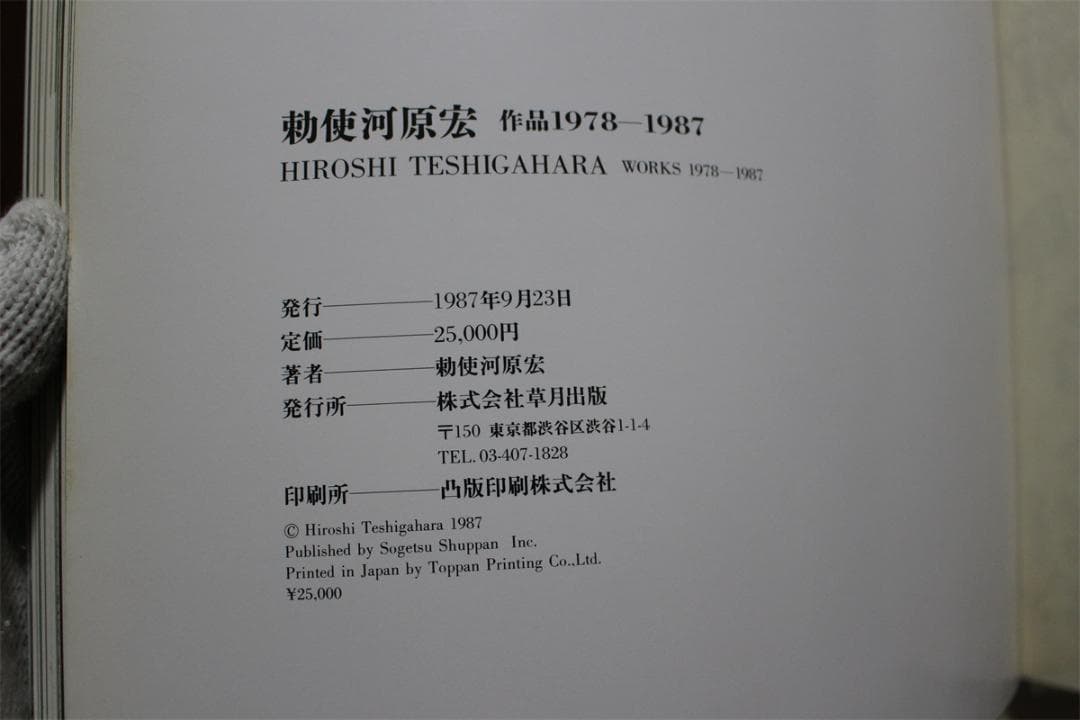 勅使河原宏 作品1978—1987
HIROSHI TESHIGAHARA WORKS 1978—1987
発行————1987年9月23日
定価————25,000円
著者————勅使河原宏
発行所———株式会社草月出版
〒150 東京都渋谷区渋谷1-1-4
TEL. 03-407-1828
印刷所———凸版印刷株式会社
© Hiroshi Teshigahara 1987
Published by Sogetsu Shuppan Inc.
Printed in Japan by Toppan Printing Co.,Ltd.
¥25,000